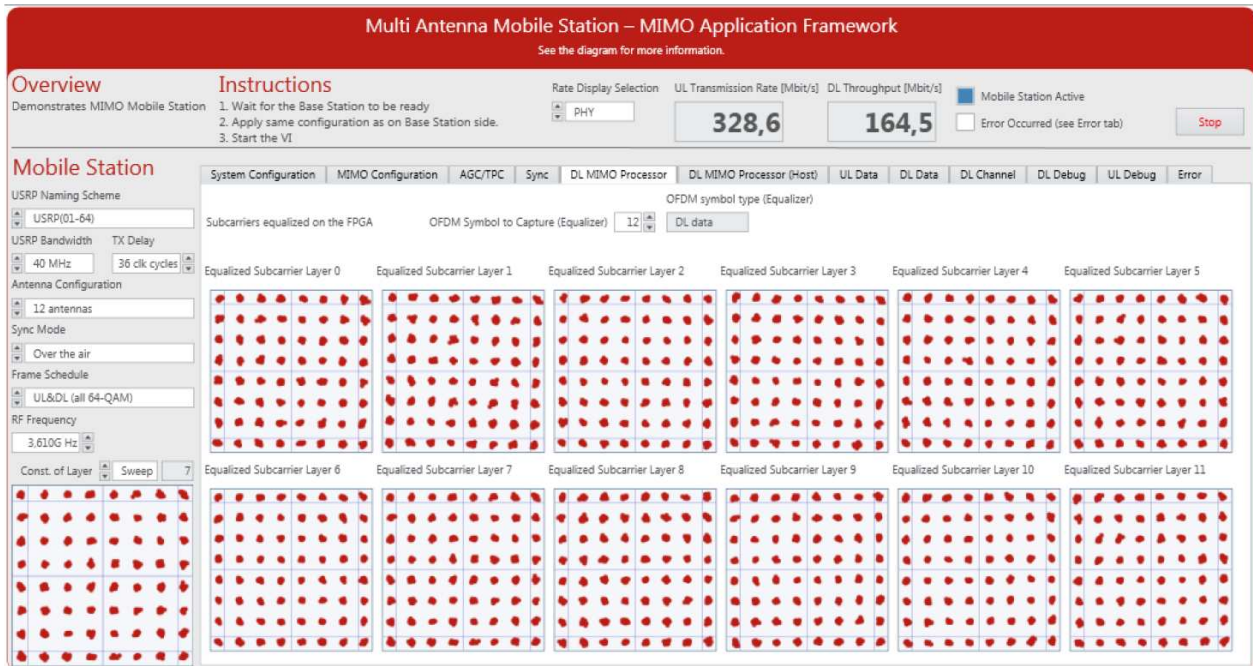 Multi Antenna Mobile Station – MIMO Application Framework
See the diagram for more information.
Overview
Demonstrates MIMO Mobile Station
Instructions
1. Wait for the Base Station to be ready
2. Apply same configuration as on Base Station side.
3. Start the VI
Rate Display Selection
PHY
UL Transmission Rate [Mbit/s]
328,6
DL Throughput [Mbit/s]
164,5
Mobile Station Active
Error Occurred (see Error tab)
Stop
Mobile Station
USRP Naming Scheme
USRP(01-64)
USRP Bandwidth TX Delay
40 MHz 36 clk cycles
Antenna Configuration
12 antennas
Sync Mode
Over the air
Frame Schedule
UL&DL (all 64-QAM)
RF Frequency
3,610G Hz
Const. of Layer Sweep 7
System Configuration MIMO Configuration AGC/TPC Sync DL MIMO Processor DL MIMO Processor (Host) UL Data DL Data DL Channel DL Debug UL Debug Error
OFDM symbol type (Equalizer)
Subcarriers equalized on the FPGA OFDM Symbol to Capture (Equalizer) 12 DL data
Equalized Subcarrier Layer 0 Equalized Subcarrier Layer 1 Equalized Subcarrier Layer 2 Equalized Subcarrier Layer 3 Equalized Subcarrier Layer 4 Equalized Subcarrier Layer 5
Equalized Subcarrier Layer 6 Equalized Subcarrier Layer 7 Equalized Subcarrier Layer 8 Equalized Subcarrier Layer 9 Equalized Subcarrier Layer 10 Equalized Subcarrier Layer 11